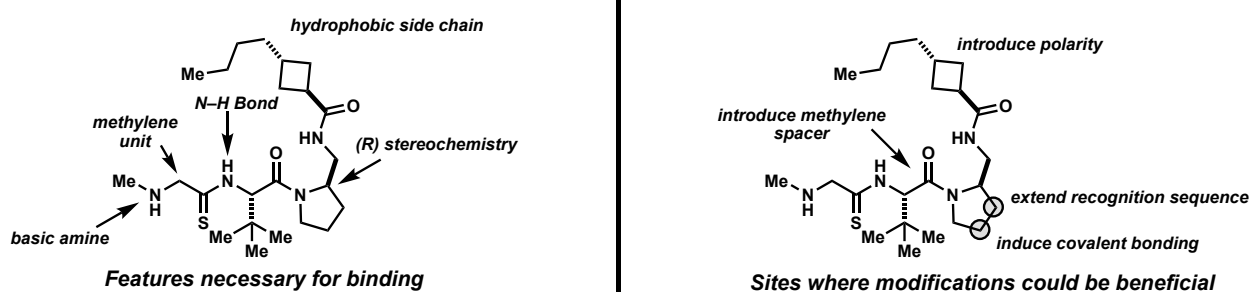 hydrophobic side chain
Me
N–H Bond
methylene
unit
O
HN
(R) stereochemistry
H
N
O
Me
N
H
N
S
basic amine
Me
Me
Me
Features necessary for binding
introduce polarity
Me
introduce methylene
spacer
O
HN
O
H
N
Me
N
H
N
S
extend recognition sequence
Me
Me
Me
induce covalent bonding
Sites where modifications could be beneficial